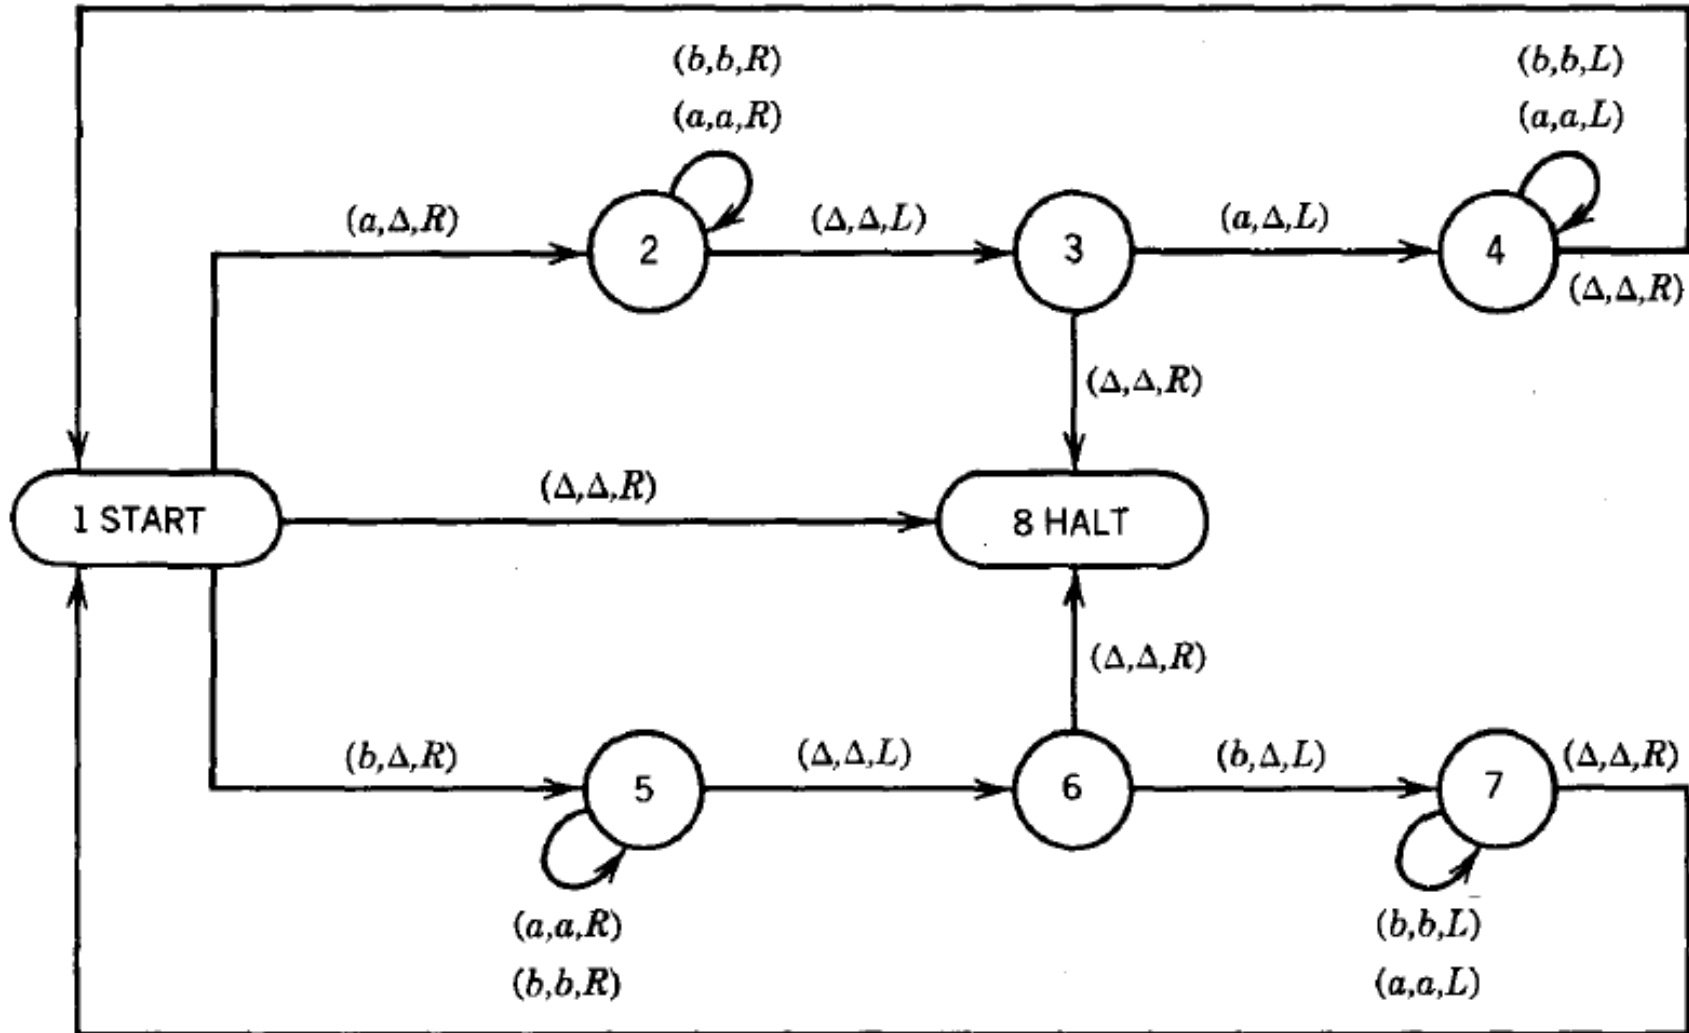 (b,b,R)
(a,a,R)
(b,b,L)
(a,a,L)
(a,Δ,R)
2
(Δ,Δ,L)
3
(a,Δ,L)
4
(Δ,Δ,R)
(Δ,Δ,R)
1 START
(Δ,Δ,R)
8 HALT
(Δ,Δ,R)
(b,Δ,R)
5
(Δ,Δ,L)
6
(b,Δ,L)
7
(Δ,Δ,R)
(a,a,R)
(b,b,R)
(b,b,L)
(a,a,L)